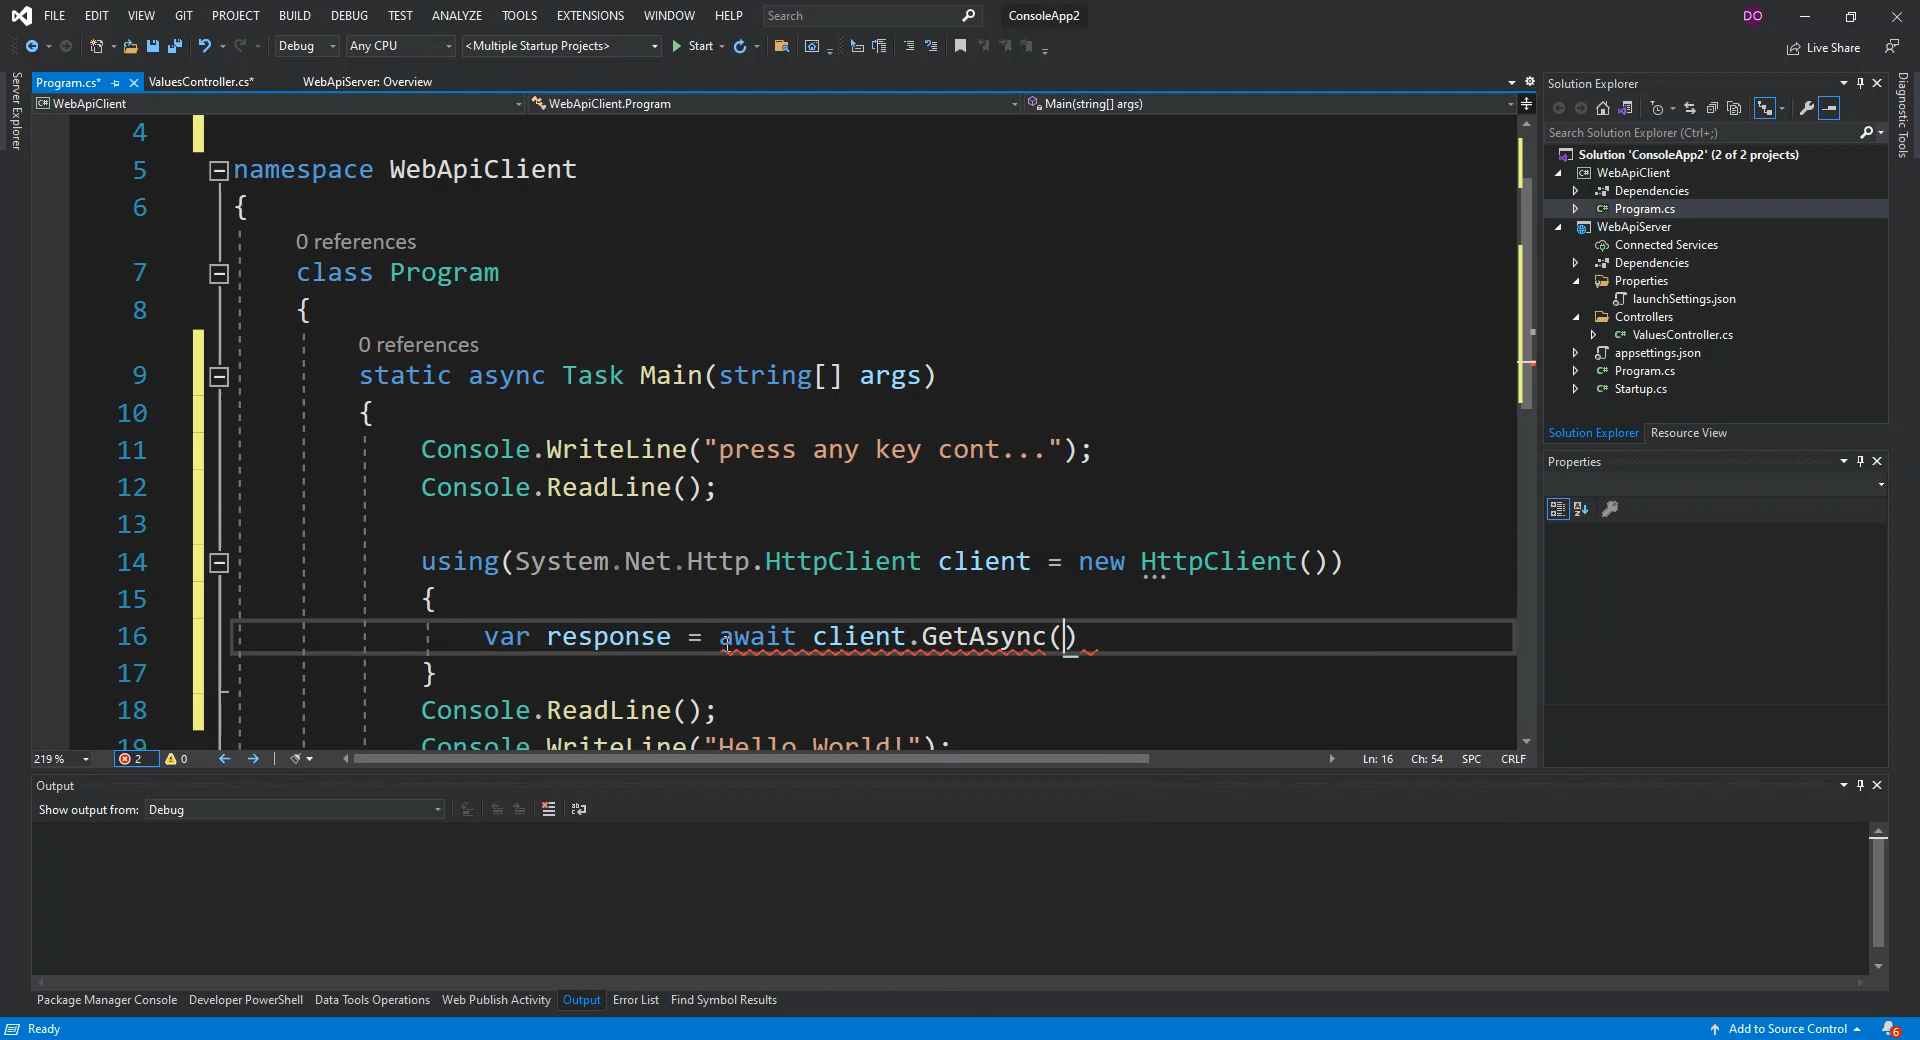 FILE EDIT VIEW GIT PROJECT BUILD DEBUG TEST ANALYZE TOOLS EXTENSIONS WINDOW HELP Search ConsoleApp2 DO
Debug Any CPU <Multiple Startup Projects> Start Live Share
Server Explorer
Program.cs* ValuesController.cs* WebApiServer: Overview
WebApiClient WebApiClient.Program Main(string[] args)
4
5 namespace WebApiClient
6 {
0 references
7 class Program
8 {
0 references
9 static async Task Main(string[] args)
10 {
11 Console.WriteLine("press any key cont...");
12 Console.ReadLine();
13
14 using(System.Net.Http.HttpClient client = new HttpClient())
15 {
16 var response = await client.GetAsync()
17 }
18 Console.ReadLine();
19 Console.WriteLine("Hello World!");
219 % 2 0 Ln: 16 Ch: 54 SPC CRLF
Solution Explorer
Search Solution Explorer (Ctrl+;)
Solution 'ConsoleApp2' (2 of 2 projects)
WebApiClient
Dependencies
C# Program.cs
WebApiServer
Connected Services
Dependencies
Properties
launchSettings.json
Controllers
C# ValuesController.cs
appsettings.json
C# Program.cs
C# Startup.cs
Solution Explorer Resource View
Properties
Diagnostic Tools
Output
Show output from: Debug
Package Manager Console Developer PowerShell Data Tools Operations Web Publish Activity Output Error List Find Symbol Results
Ready Add to Source Control 6